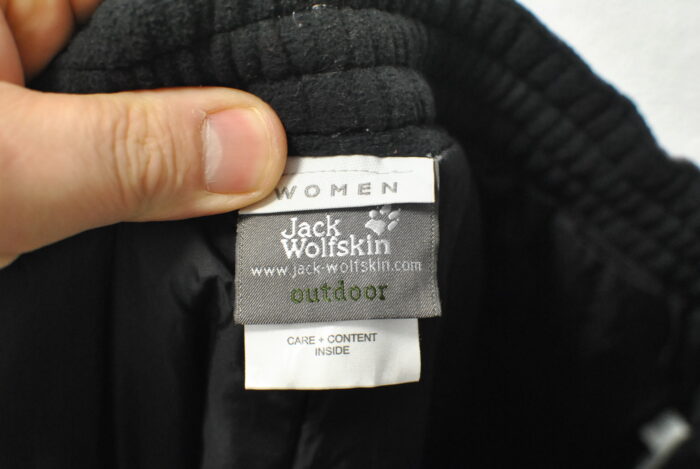 WOMEN
Jack
Wolfskin
www.jack-wolfskin.com
outdoor
CARE + CONTENT
INSIDE